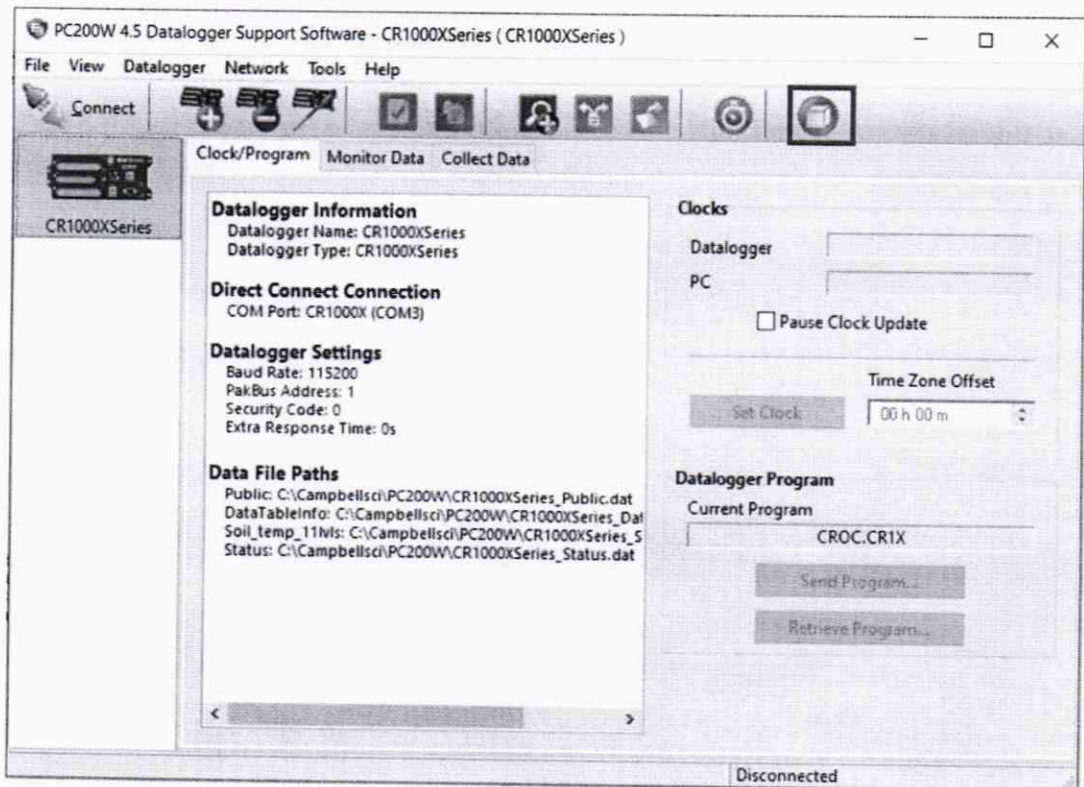 PC200W 4.5 Datalogger Support Software - CR1000XSeries ( CR1000XSeries )
File View Datalogger Network Tools Help
Connect
CR1000XSeries
Clock/Program Monitor Data Collect Data
Datalogger Information
Datalogger Name: CR1000XSeries
Datalogger Type: CR1000XSeries
Direct Connect Connection
COM Port: CR1000X (COM3)
Datalogger Settings
Baud Rate: 115200
PakBus Address: 1
Security Code: 0
Extra Response Time: 0s
Data File Paths
Public: C:\Campbellsci\PC200W\CR1000XSeries_Public.dat
DataTableInfo: C:\Campbellsci\PC200W\CR1000XSeries_Dat
Soil_temp_11lvls: C:\Campbellsci\PC200W\CR1000XSeries_S
Status: C:\Campbellsci\PC200W\CR1000XSeries_Status.dat
Clocks
Datalogger
PC
Pause Clock Update
Time Zone Offset
Set Clock
00 h 00 m
Datalogger Program
Current Program
CROC.CR1X
Send Program...
Retrieve Program...
Disconnected